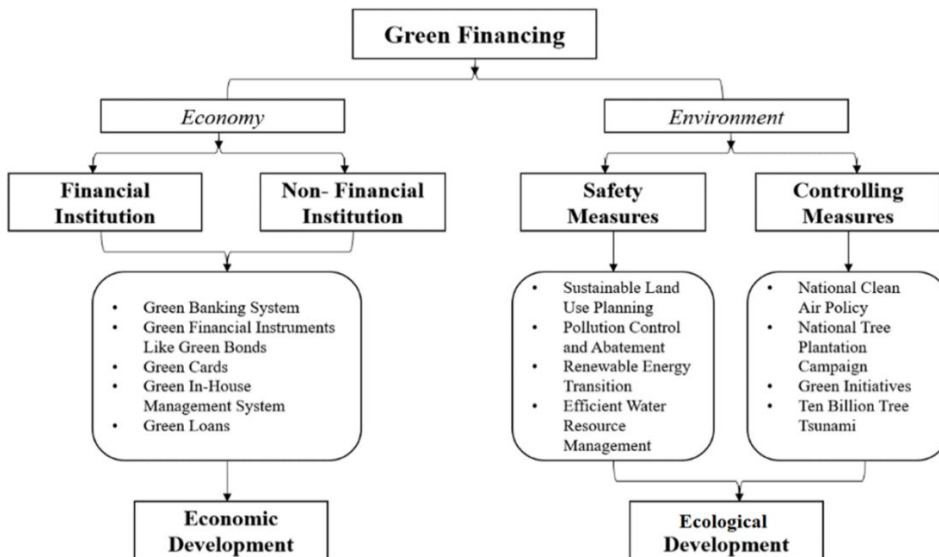 Green Financing
Economy
Environment
Financial
Institution
Non- Financial
Institution
Safety
Measures
Controlling
Measures
• Green Banking System
• Green Financial Instruments
Like Green Bonds
• Green Cards
• Green In-House
Management System
• Green Loans
• Sustainable Land
Use Planning
• Pollution Control
and Abatement
• Renewable Energy
Transition
• Efficient Water
Resource
Management
• National Clean
Air Policy
• National Tree
Plantation
Campaign
• Green Initiatives
• Ten Billion Tree
Tsunami
Economic
Development
Ecological
Development